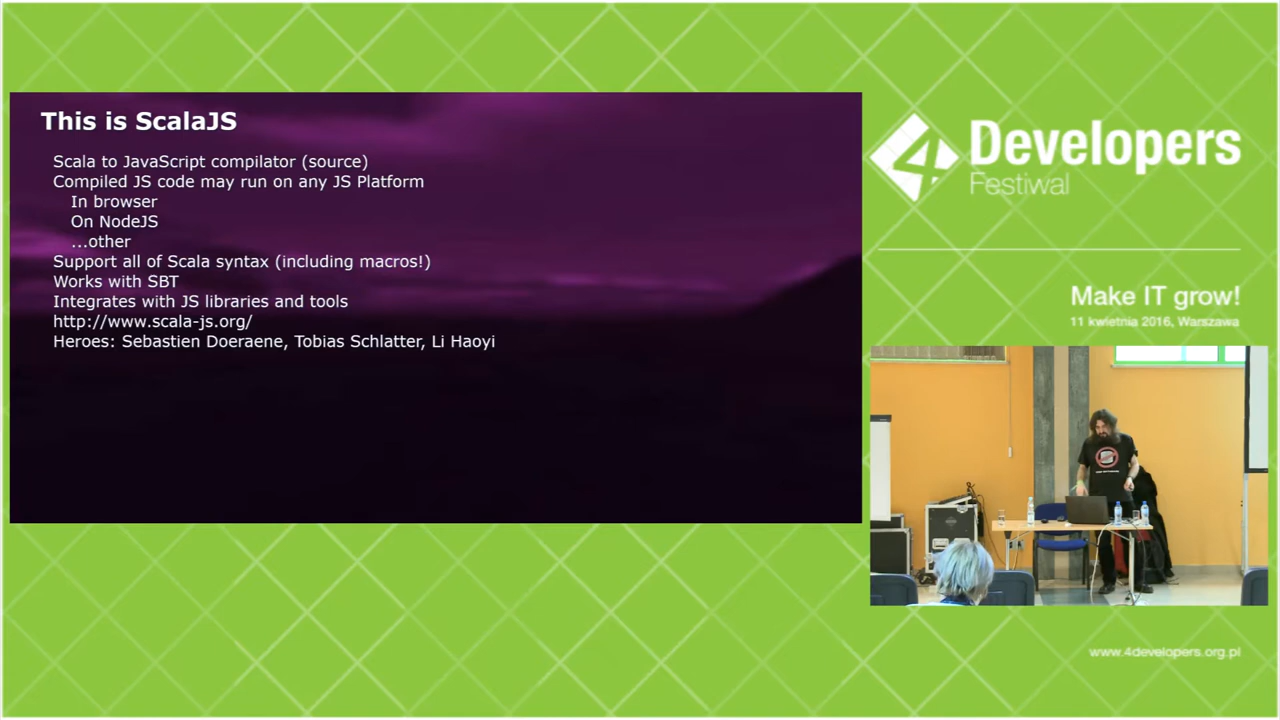 This is ScalaJS
Scala to JavaScript compilator (source)
Compiled JS code may run on any JS Platform
In browser
On NodeJS
...other
Support all of Scala syntax (including macros!)
Works with SBT
Integrates with JS libraries and tools
http://www.scala-js.org/
Heroes: Sebastien Doeraene, Tobias Schlatter, Li Haoyi
4
Developers
Festiwal
Make IT grow!
11 kwietnia 2016, Warszawa
www.4developers.org.pl